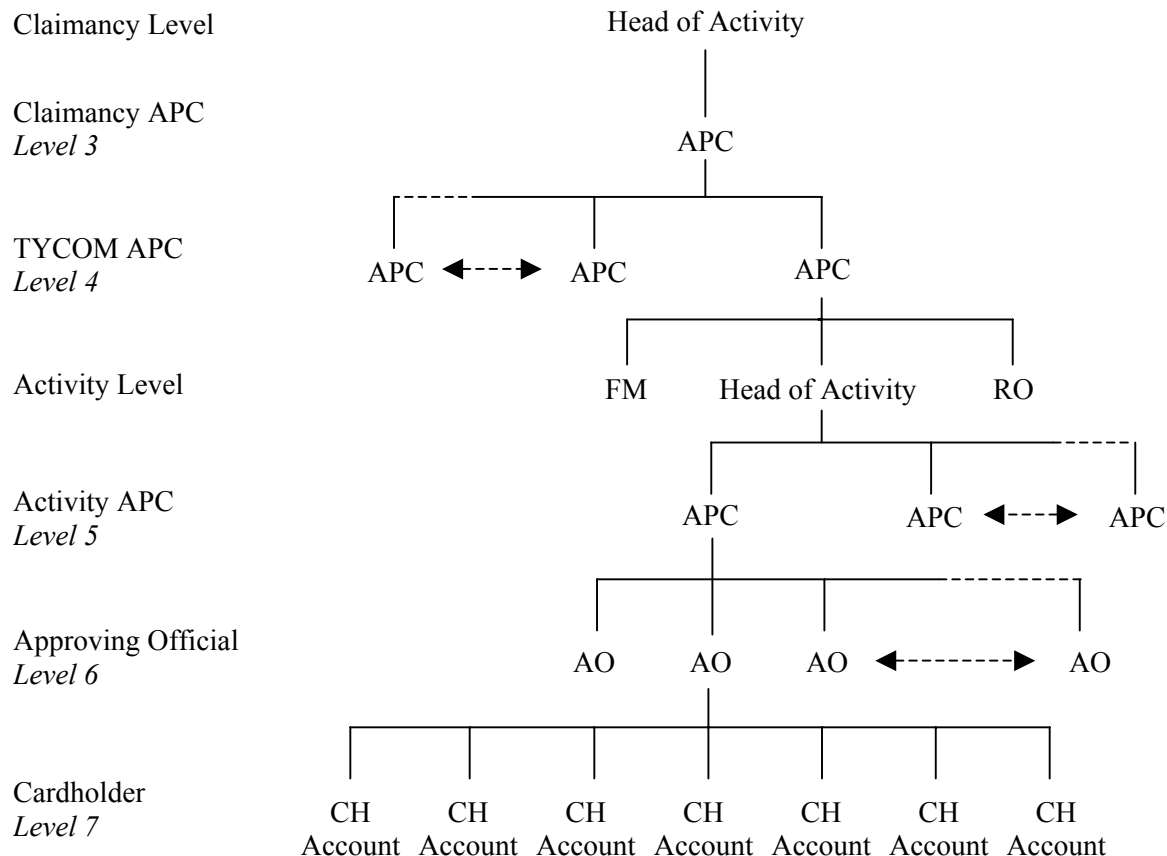 Claimancy Level
Head of Activity
Claimancy APC
Level 3
APC
TYCOM APC
Level 4
APC APC APC
Activity Level
FM Head of Activity RO
Activity APC
Level 5
APC APC APC
Approving Official
Level 6
AO AO AO AO
Cardholder
Level 7
CH CH CH CH CH CH CH
Account Account Account Account Account Account Account